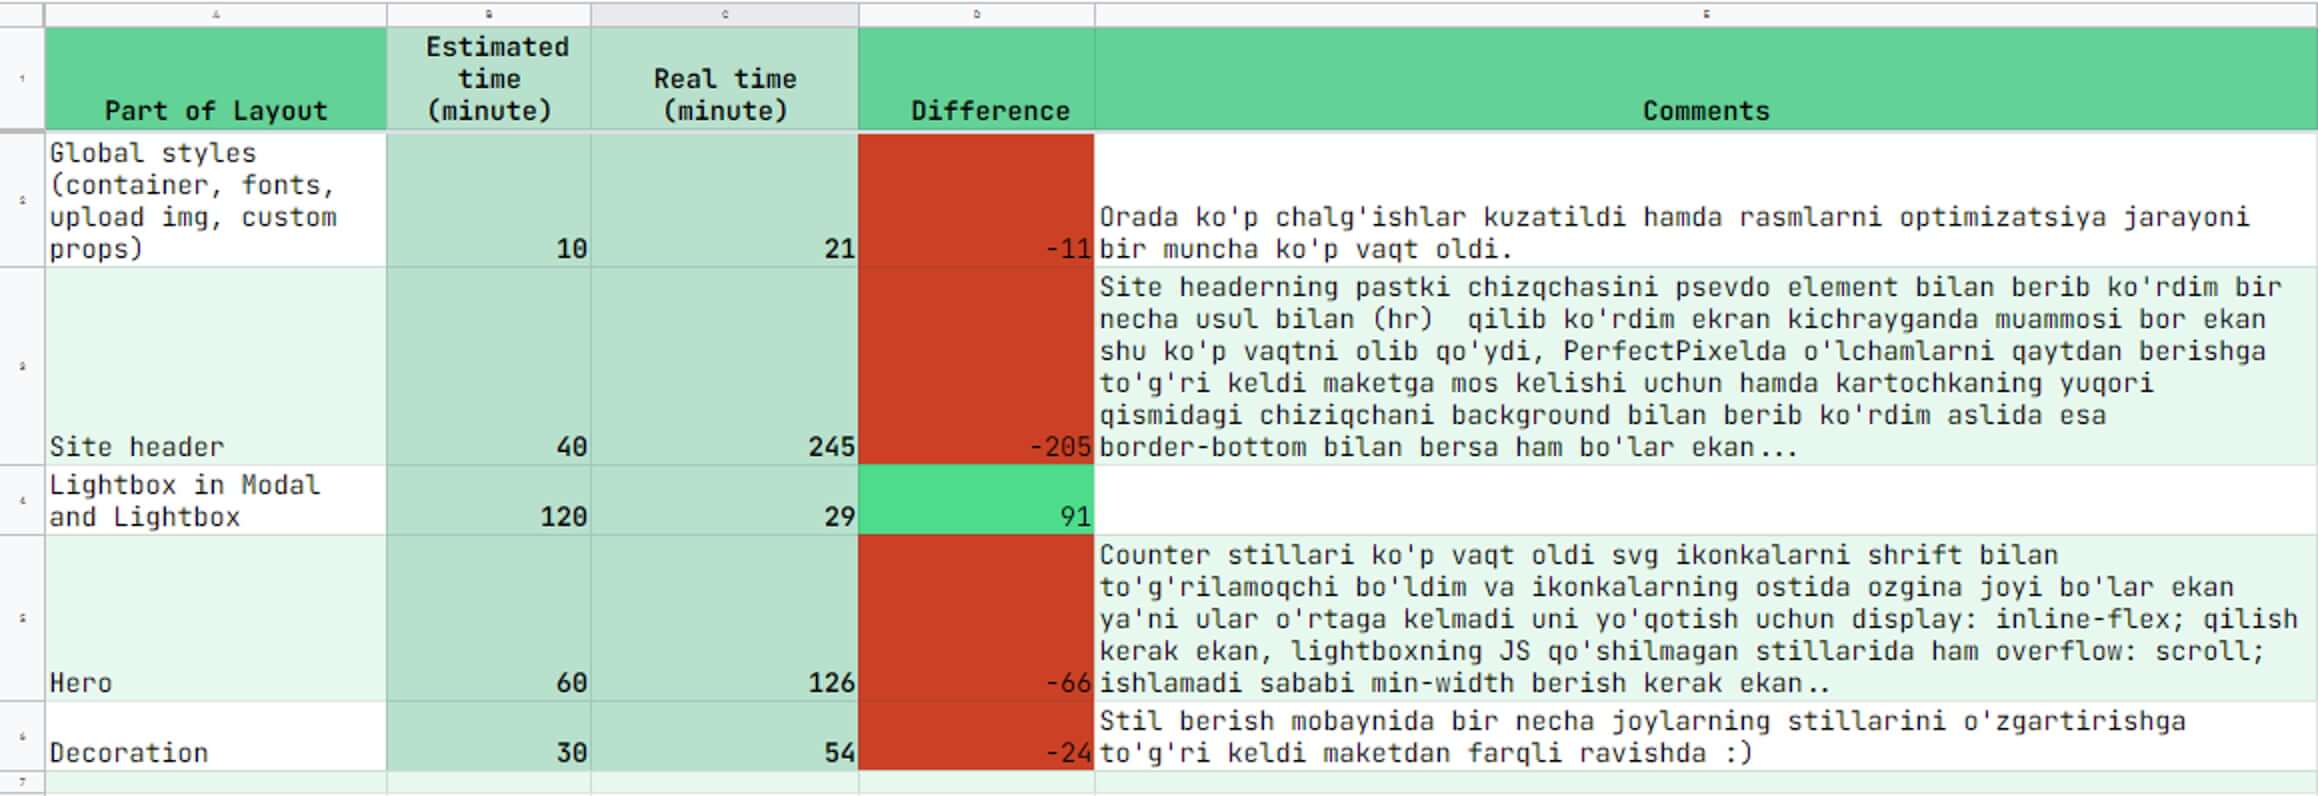 A B C D E
1
Part of Layout
Estimated
time
(minute)
Real time
(minute)
Difference
Comments
2
Global styles
(container, fonts,
upload img, custom
props)
10
21
-11
Orada ko'p chalg'ishlar kuzatildi hamda rasmlarni optimizatsiya jarayoni
bir muncha ko'p vaqt oldi.
3
Site header
40
245
-205
Site headerning pastki chizqchasini psevdo element bilan berib ko'rdim bir
necha usul bilan (hr)  qilib ko'rdim ekran kichrayganda muammosi bor ekan
shu ko'p vaqtni olib qo'ydi, PerfectPixelda o'lchamlarni qaytdan berishga
to'g'ri keldi maketga mos kelishi uchun hamda kartochkaning yuqori
qismidagi chiziqchani background bilan berib ko'rdim aslida esa
border-bottom bilan bersa ham bo'lar ekan...
4
Lightbox in Modal
and Lightbox
120
29
91
5
Hero
60
126
-66
Counter stillari ko'p vaqt oldi svg ikonkalarni shrift bilan
to'g'rilamoqchi bo'ldim va ikonkalarning ostida ozgina joyi bo'lar ekan
ya'ni ular o'rtaga kelmadi uni yo'qotish uchun display: inline-flex; qilish
kerak ekan, lightboxning JS qo'shilmagan stillarida ham overflow: scroll;
ishlamadi sababi min-width berish kerak ekan..
6
Decoration
30
54
-24
Stil berish mobaynida bir necha joylarning stillarini o'zgartirishga
to'g'ri keldi maketdan farqli ravishda :)
7